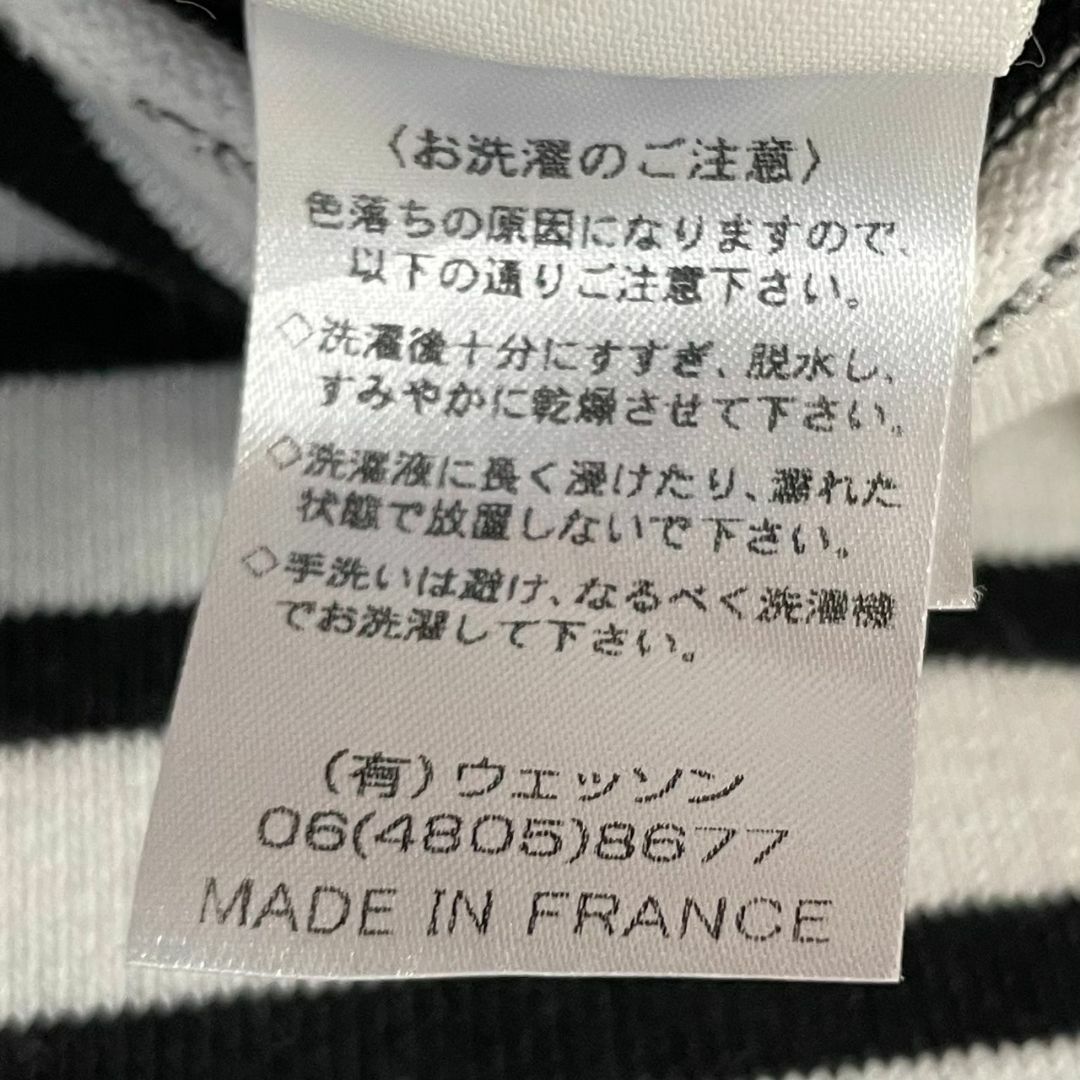 〈お洗濯のご注意〉
色落ちの原因になりますので、
以下の通りご注意下さい。
◇洗濯後十分にすすぎ、脱水し、
すみやかに乾燥させて下さい。
◇洗濯液に長く浸けたり、濡れた
状態で放置しないで下さい。
◇手洗いは避け、なるべく洗濯機
でお洗濯して下さい。
(有)ウェッソン
06(4805)8677
MADE IN FRANCE